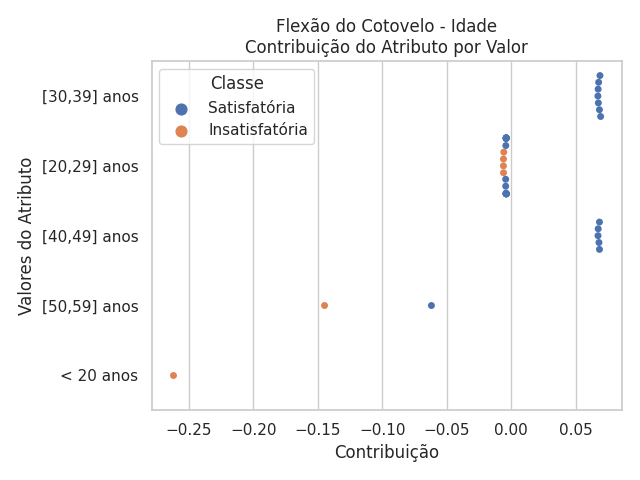 Flexão do Cotovelo - Idade
Contribuição do Atributo por Valor
Classe
Satisfatória
Insatisfatória
Valores do Atributo
[30,39] anos
[20,29] anos
[40,49] anos
[50,59] anos
< 20 anos
−0.25 −0.20 −0.15 −0.10 −0.05 0.00 0.05
Contribuição